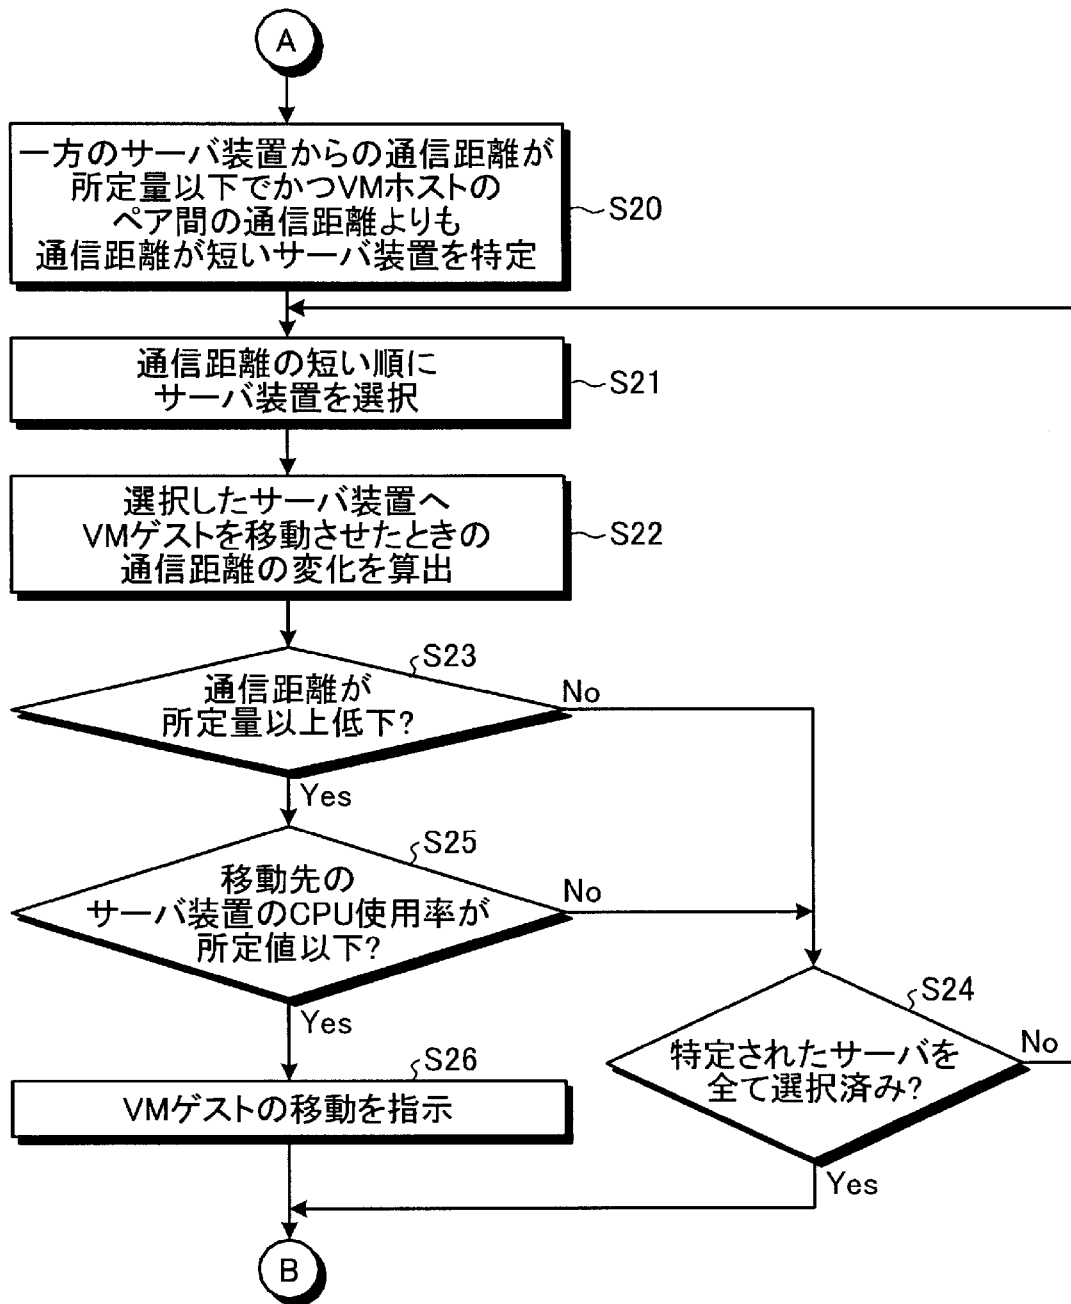 A
一方のサーバ装置からの通信距離が
所定量以下でかつVMホストの
ペア間の通信距離よりも
通信距離が短いサーバ装置を特定
S20
通信距離の短い順に
サーバ装置を選択
S21
選択したサーバ装置へ
VMゲストを移動させたときの
通信距離の変化を算出
S22
S23
通信距離が
所定量以上低下?
No
Yes
S25
移動先の
サーバ装置のCPU使用率が
所定値以下?
No
Yes
S24
特定されたサーバを
全て選択済み?
No
Yes
S26
VMゲストの移動を指示
B